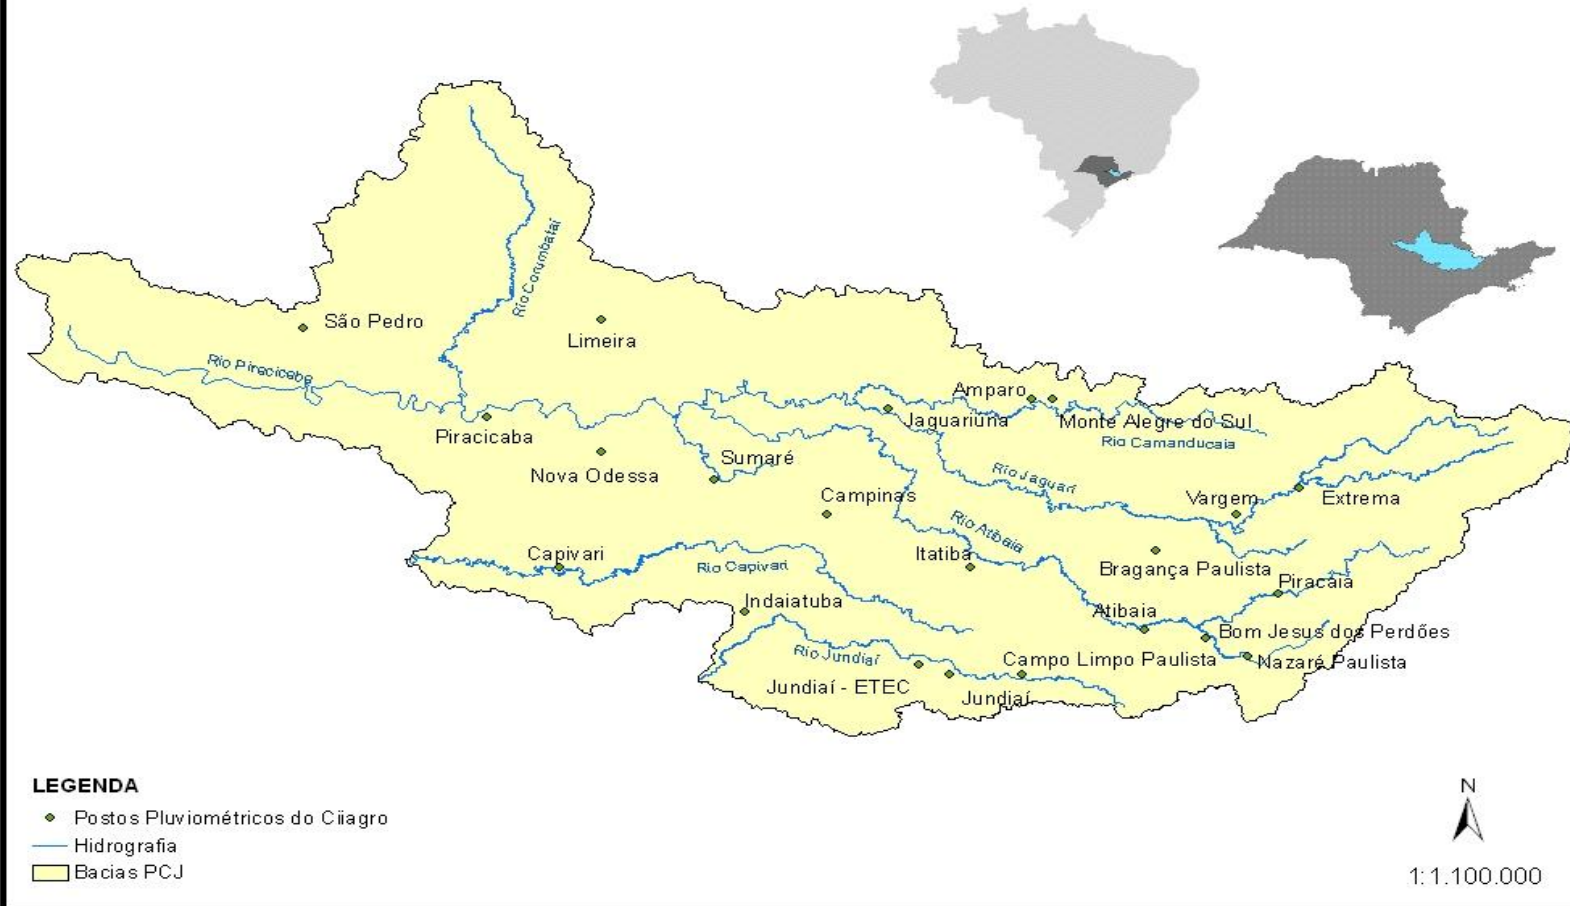 Rio Corumbataí
São Pedro
Limeira
Rio Piracicaba
Amparo
Jaguariúna
Monte Alegre do Sul
Piracicaba
Rio Camanducaia
Sumaré
Nova Odessa
Rio Jaguari
Campinas
Vargem
Extrema
Rio Atibaia
Capivari
Itatiba
Rio Capivari
Bragança Paulista
Piracaia
Indaiatuba
Atibaia
Bom Jesus dos Perdões
Rio Jundiaí
Campo Limpo Paulista
Nazaré Paulista
Jundiaí - ETEC
Jundiaí
LEGENDA
Postos Pluviométricos do Ciiagro
Hidrografia
Bacias PCJ
N
1:1.100.000